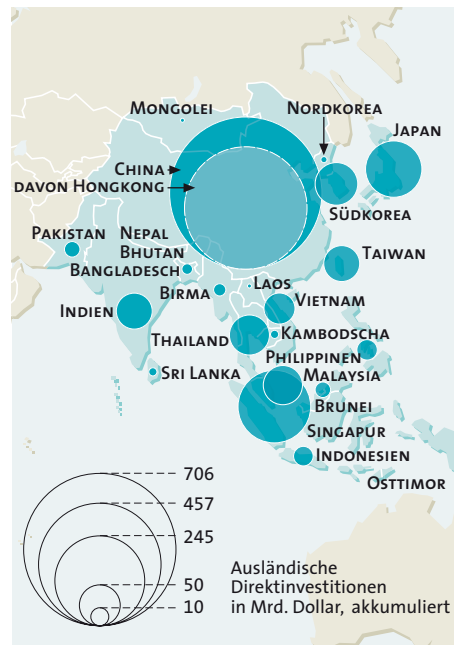 MONGOLEI
NORDKOREA
JAPAN
CHINA
DAVON HONGKONG
SÜDKOREA
PAKISTAN
NEPAL
BHUTAN
BANGLADESCH
TAIWAN
BIRMA
LAOS
INDIEN
VIETNAM
THAILAND
KAMBODSCHA
PHILIPPINEN
SRI LANKA
MALAYSIA
BRUNEI
SINGAPUR
INDONESIEN
OSTTIMOR
706
457
245
50
10
Ausländische
Direktinvestitionen
in Mrd. Dollar, akkumuliert